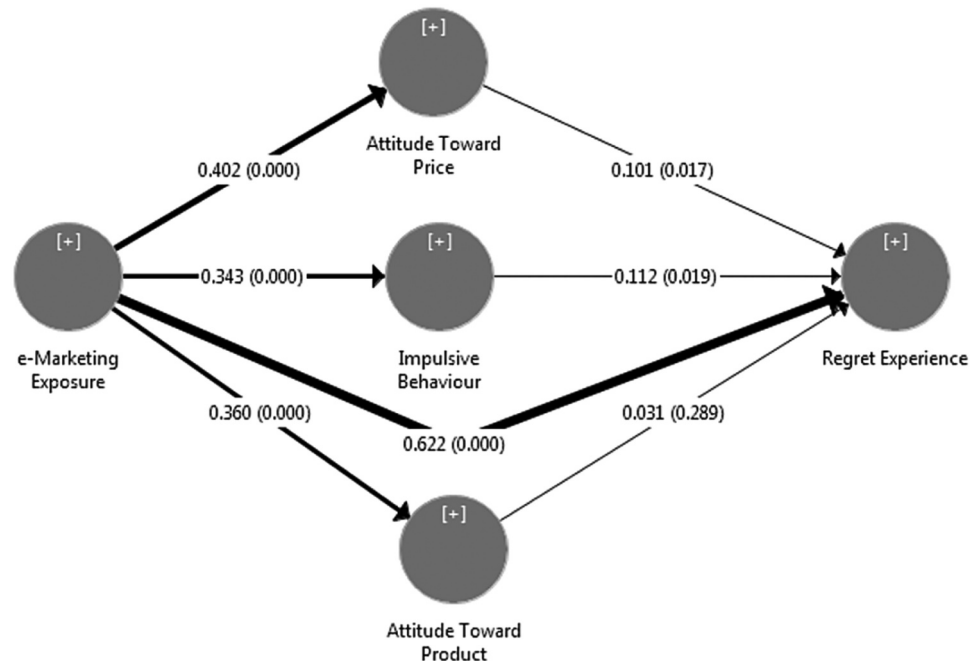 [+]
Attitude Toward
Price
0.402 (0.000)
0.101 (0.017)
[+]
e-Marketing
Exposure
0.343 (0.000)
[+]
Impulsive
Behaviour
0.112 (0.019)
[+]
Regret Experience
0.360 (0.000)
0.622 (0.000)
0.031 (0.289)
[+]
Attitude Toward
Product